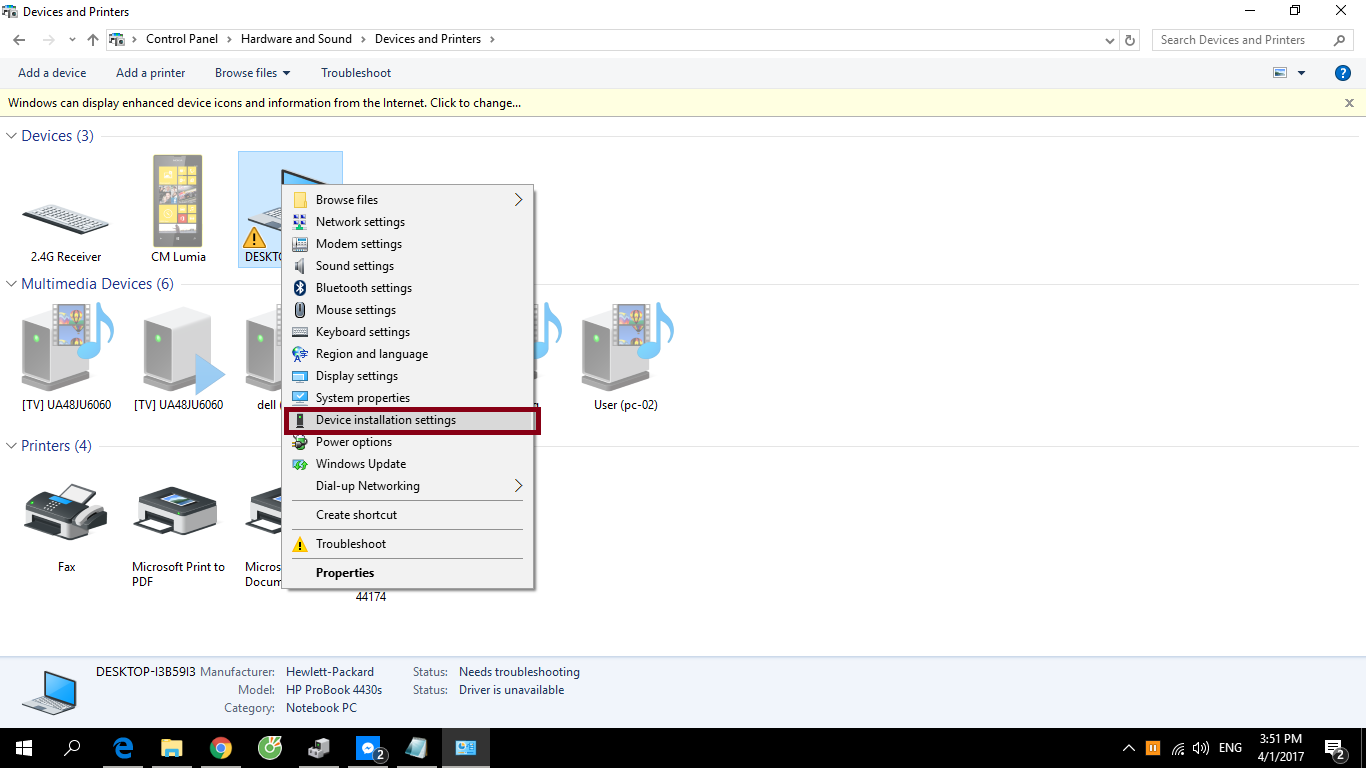 Devices and Printers
Control Panel > Hardware and Sound > Devices and Printers >
Search Devices and Printers
Add a device Add a printer Browse files Troubleshoot
Windows can display enhanced device icons and information from the Internet. Click to change...
Devices (3)
2.4G Receiver
CM Lumia
DESKTO
Multimedia Devices (6)
[TV] UA48JU6060
[TV] UA48JU6060
dell (
User (pc-02)
Printers (4)
Fax
Microsoft Print to
PDF
Micros
Docum
44174
Browse files
Network settings
Modem settings
Sound settings
Bluetooth settings
Mouse settings
Keyboard settings
Region and language
Display settings
System properties
Device installation settings
Power options
Windows Update
Dial-up Networking
Create shortcut
Troubleshoot
Properties
DESKTOP-I3B59I3 Manufacturer: Hewlett-Packard Status: Needs troubleshooting
Model: HP ProBook 4430s Status: Driver is unavailable
Category: Notebook PC
2
ENG
3:51 PM
4/1/2017
2